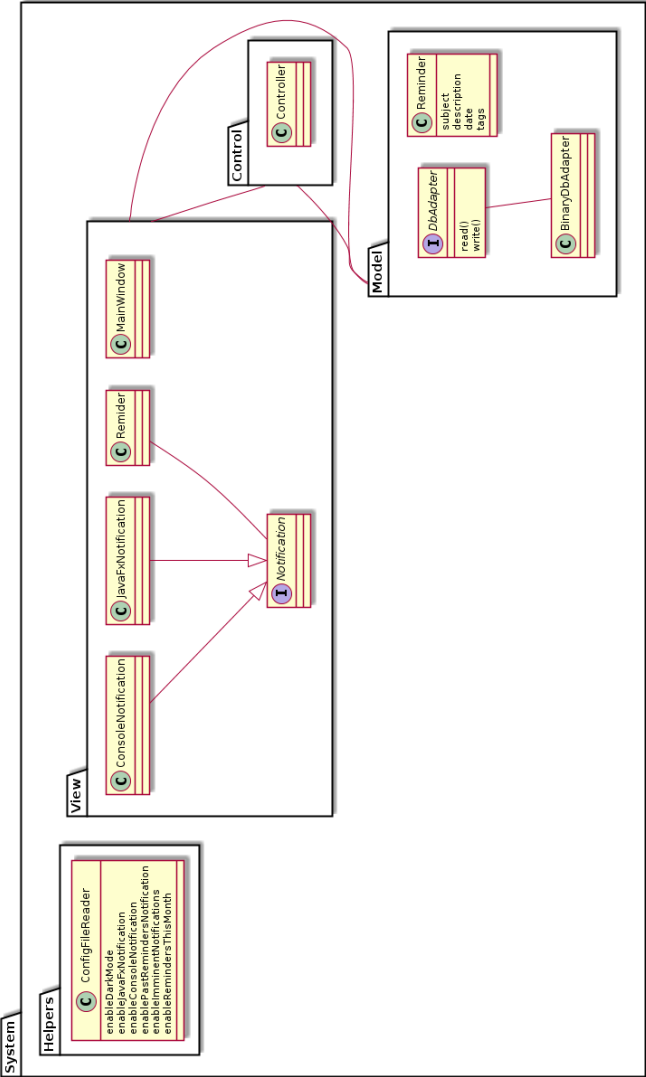 System
Helpers
C ConfigFileReader
enableDarkMode
enableJavaFxNotification
enableConsoleNotification
enablePastRemindersNotification
enableImminentNotifications
enableRemindersThisMonth
View
C ConsoleNotification
C JavaFxNotification
C Remider
C MainWindow
I Notification
Control
C Controller
Model
C Reminder
subject
description
date
tags
I DbAdapter
read()
write()
C BinaryDbAdapter